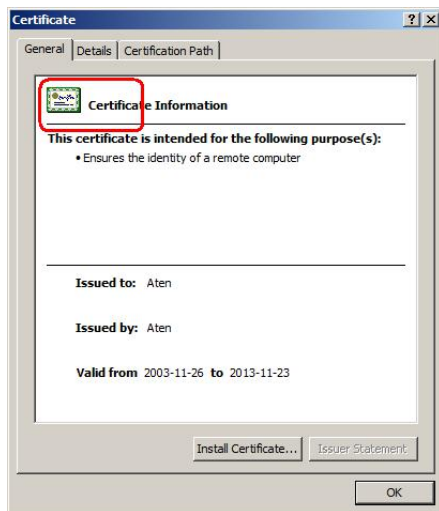 Certificate
General Details Certification Path
Certificate Information
This certificate is intended for the following purpose(s):
• Ensures the identity of a remote computer
Issued to: Aten
Issued by: Aten
Valid from 2003-11-26 to 2013-11-23
Install Certificate... Issuer Statement
OK